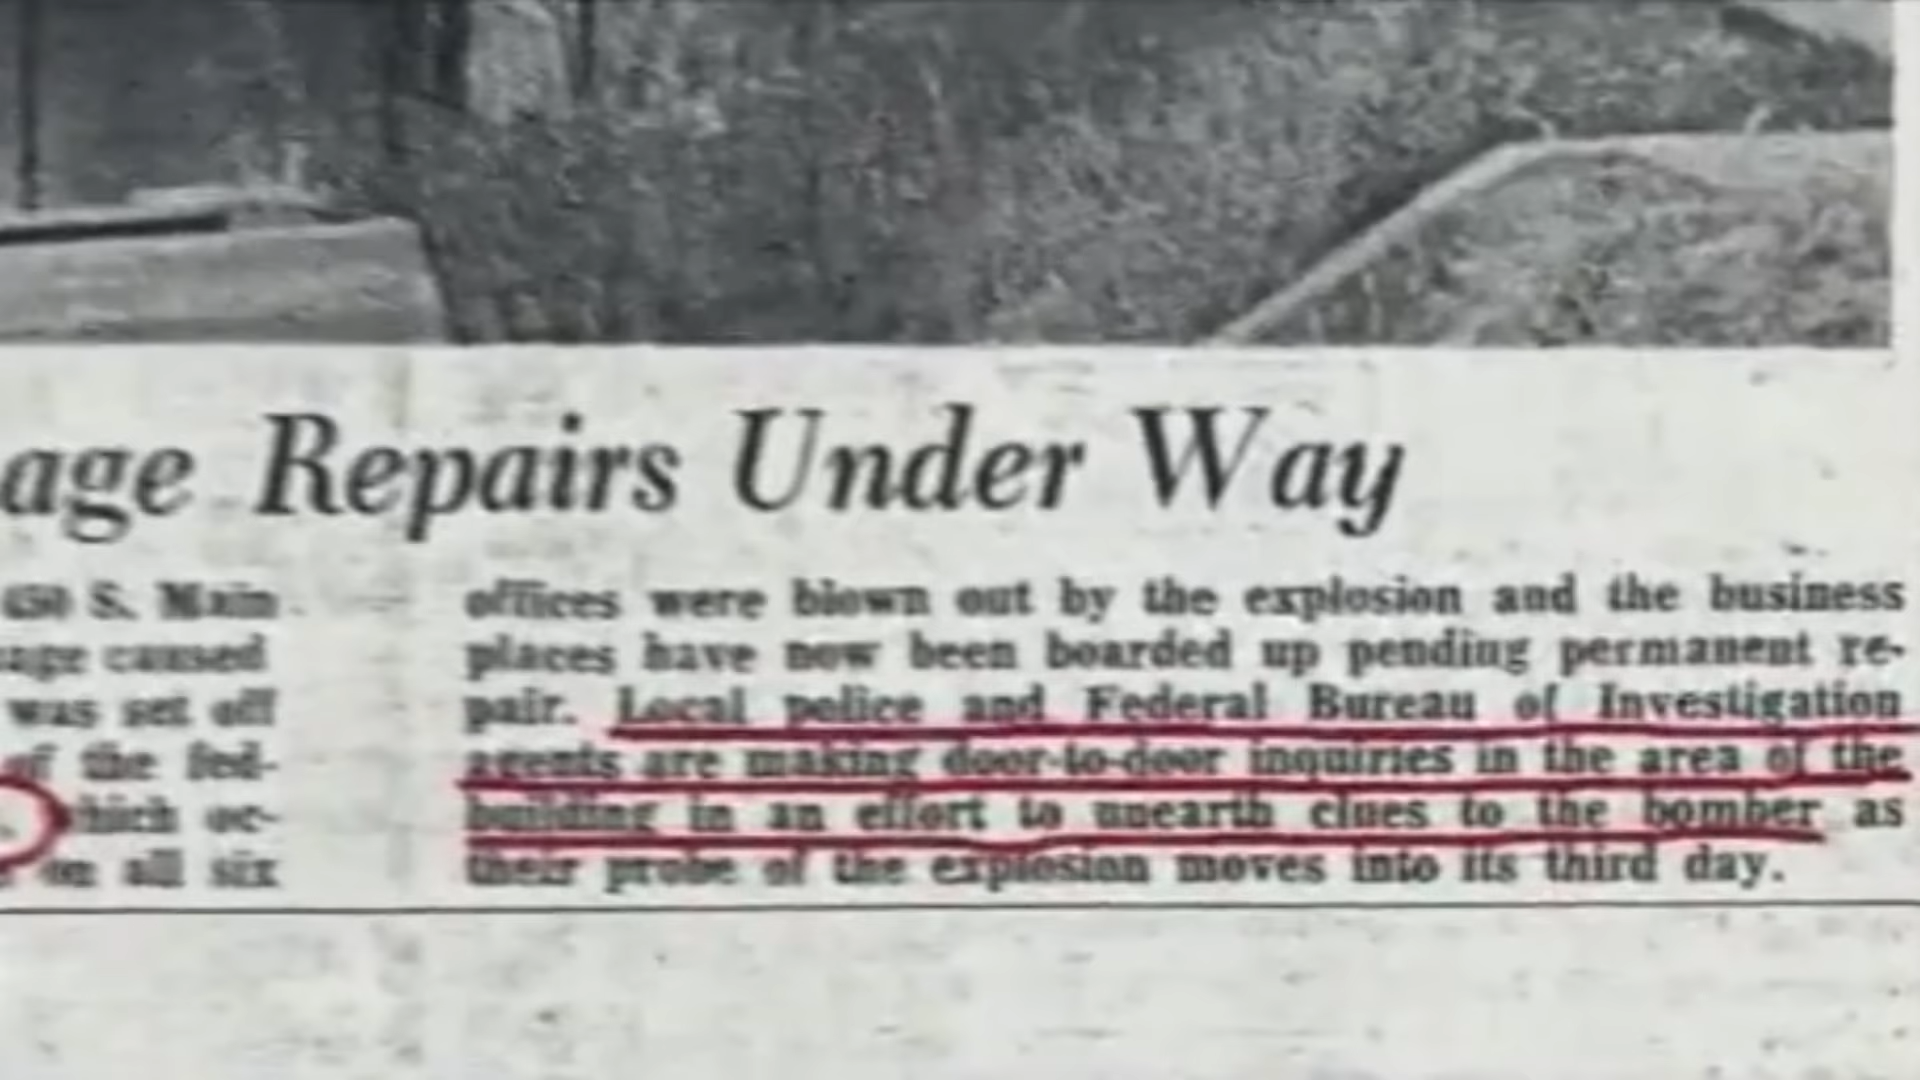 age Repairs Under Way
450 S. Main
age caused
was set off
of the fed-
hich oc-
on all six
offices were blown out by the explosion and the business
places have now been boarded up pending permanent re-
pair. Local police and Federal Bureau of Investigation
agents are making door-to-door inquiries in the area of the
building in an effort to unearth clues to the bomber as
their probe of the explosion moves into its third day.